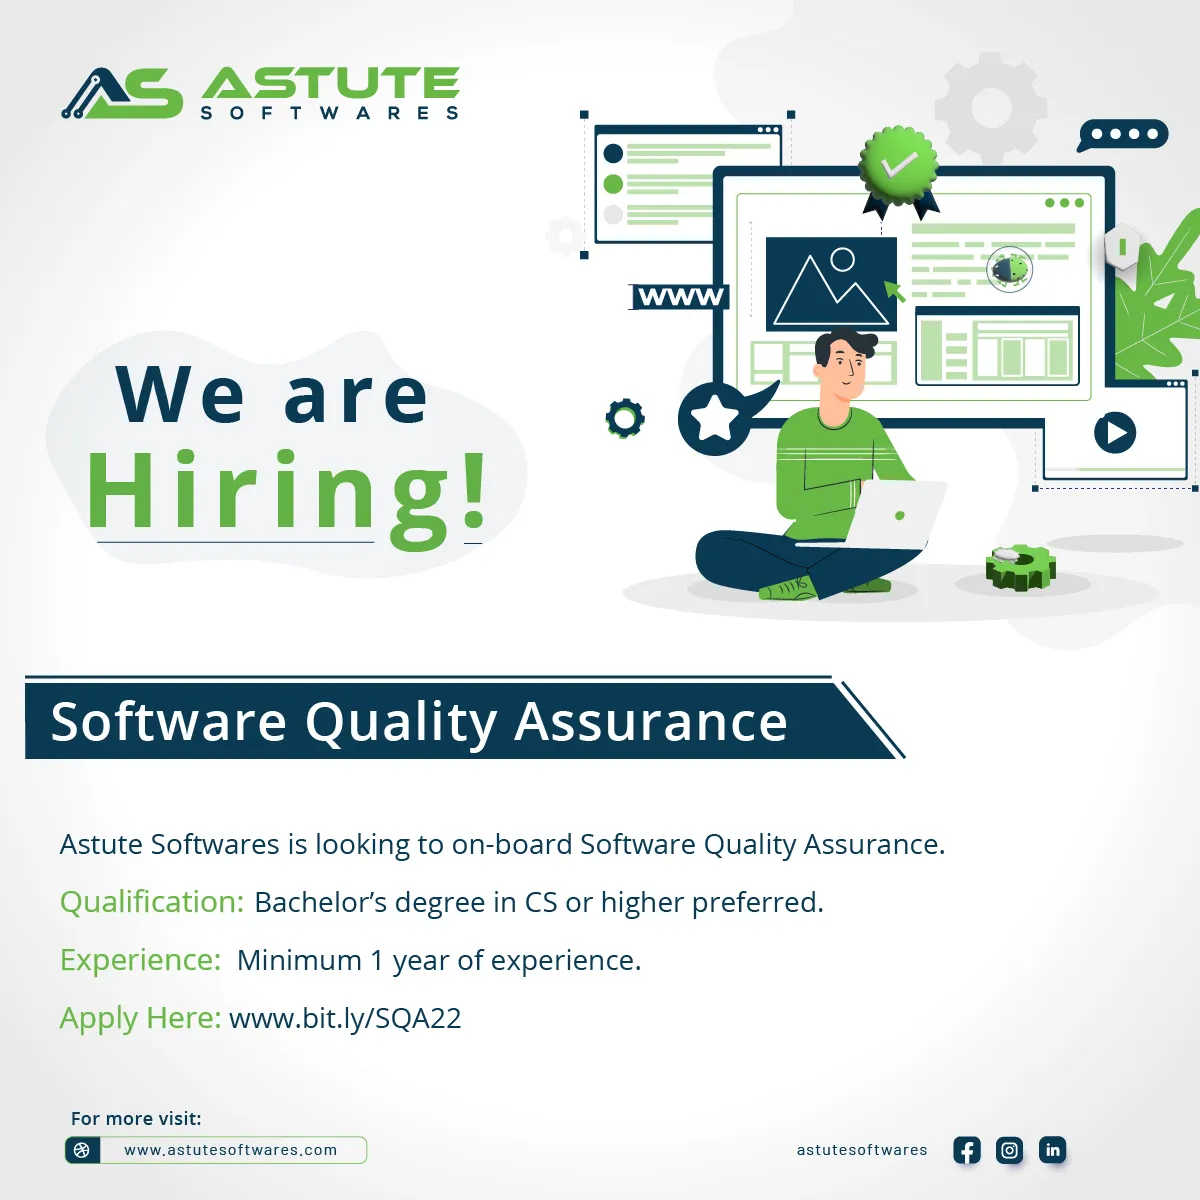 AS ASTUTE
SOFTWARES
WWW
We are
Hiring!
Software Quality Assurance
Astute Softwares is looking to on-board Software Quality Assurance.
Qualification: Bachelor’s degree in CS or higher preferred.
Experience: Minimum 1 year of experience.
Apply Here: www.bit.ly/SQA22
For more visit:
www.astutesoftwares.com
astutesoftwares f in